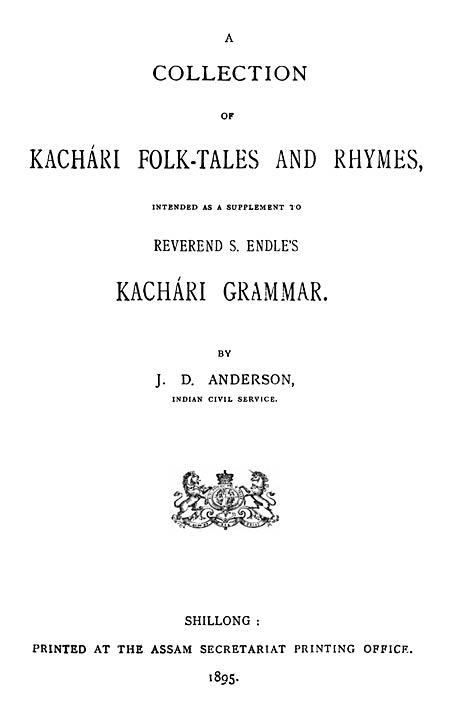 A
COLLECTION
OF
KACHÁRI FOLK-TALES AND RHYMES,
INTENDED AS A SUPPLEMENT TO
REVEREND S. ENDLE'S
KACHÁRI GRAMMAR.
BY
J. D. ANDERSON,
INDIAN CIVIL SERVICE.
SHILLONG :
PRINTED AT THE ASSAM SECRETARIAT PRINTING OFFICE.
1895.